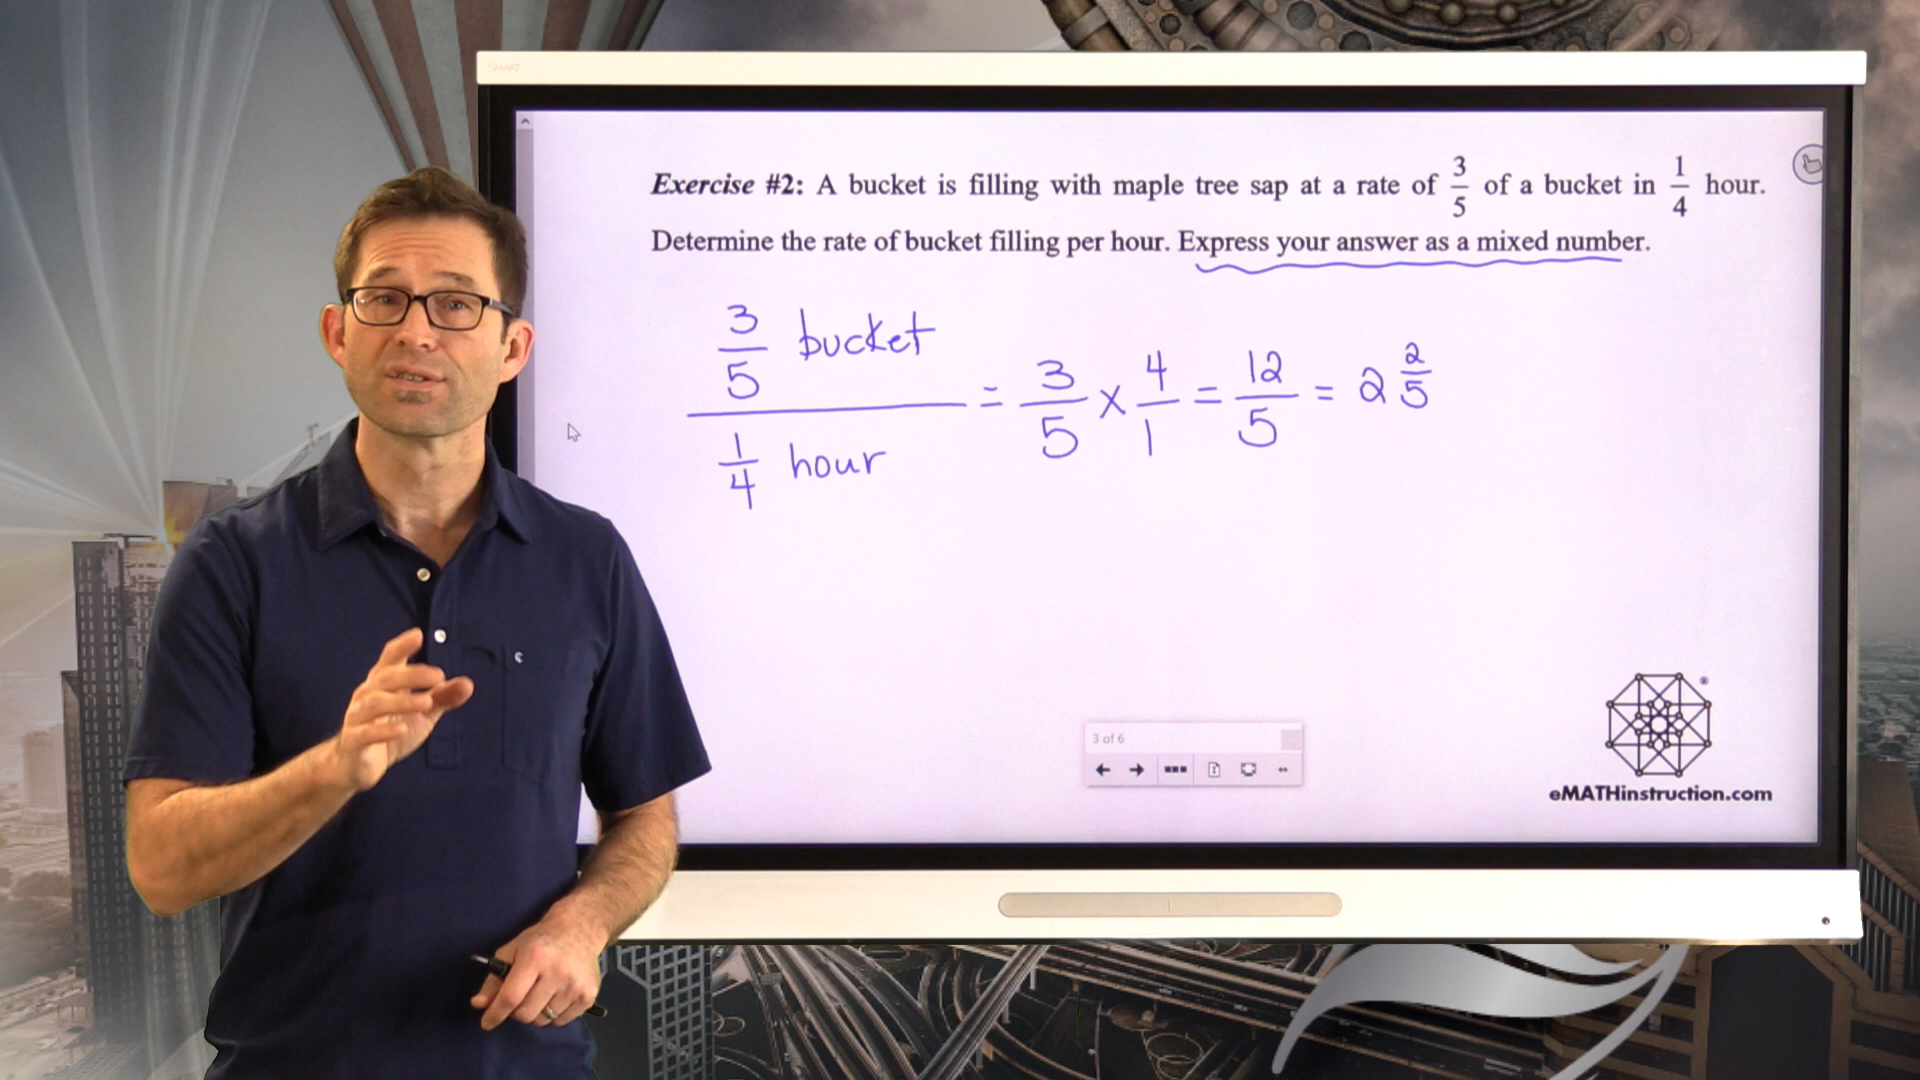 SMART
Exercise #2: A bucket is filling with maple tree sap at a rate of 3/5 of a bucket in 1/4 hour.
Determine the rate of bucket filling per hour. Express your answer as a mixed number.
3/5 bucket
1/4 hour
= 3/5 × 4/1 = 12/5 = 2 2/5
3 of 6
®
eMATHinstruction.com